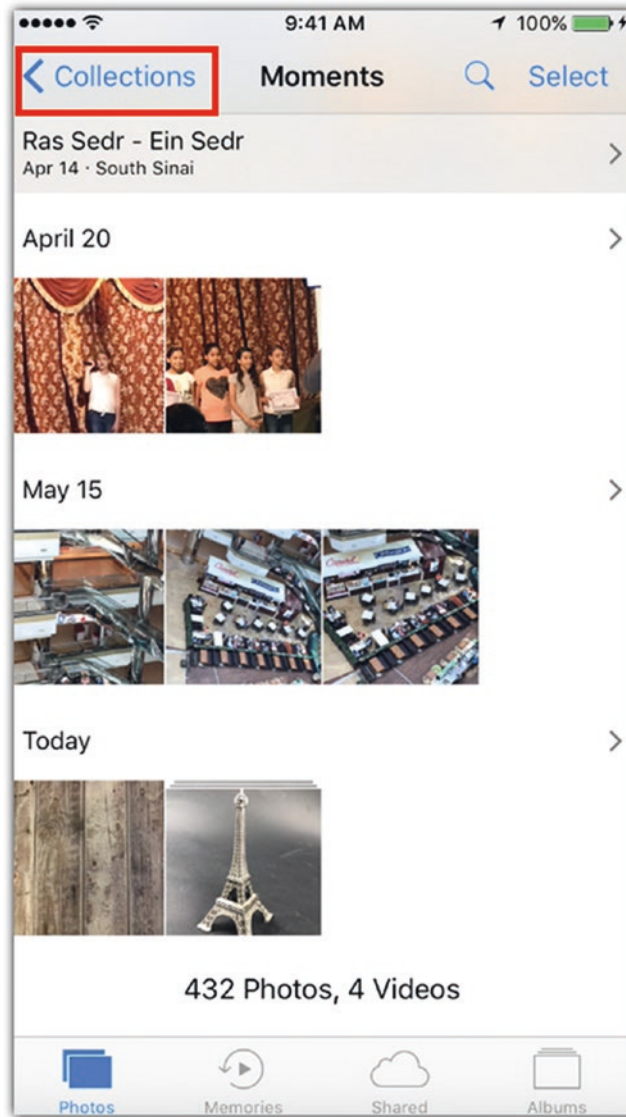 9:41 AM
100%
Collections
Moments
Select
Ras Sedr - Ein Sedr
Apr 14 · South Sinai
April 20
May 15
Today
432 Photos, 4 Videos
Photos
Memories
Shared
Albums